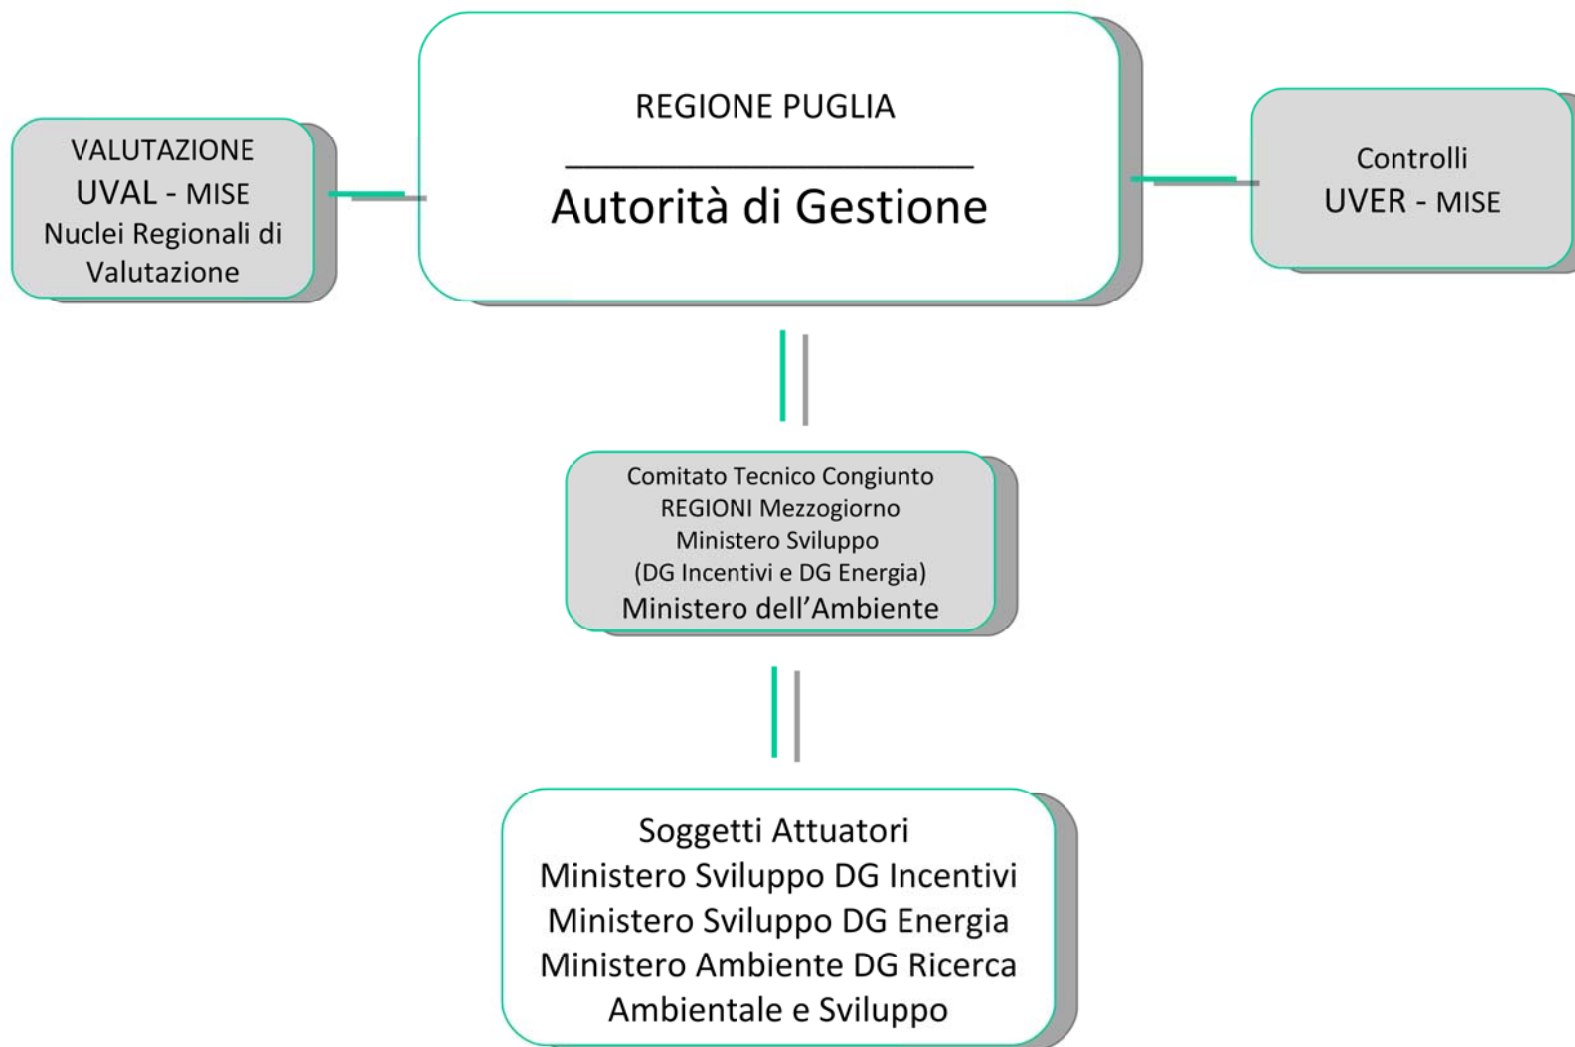 REGIONE PUGLIA
Autorità di Gestione
VALUTAZIONE
UVAL - MISE
Nuclei Regionali di
Valutazione
Controlli
UVER - MISE
Comitato Tecnico Congiunto
REGIONI Mezzogiorno
Ministero Sviluppo
(DG Incentivi e DG Energia)
Ministero dell’Ambiente
Soggetti Attuatori
Ministero Sviluppo DG Incentivi
Ministero Sviluppo DG Energia
Ministero Ambiente DG Ricerca
Ambientale e Sviluppo